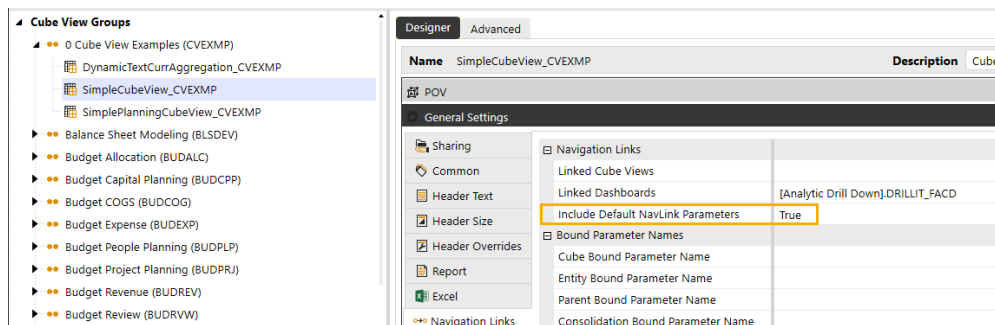 Cube View Groups
0 Cube View Examples (CVEXMP)
DynamicTextCurrAggregation_CVEXMP
SimpleCubeView_CVEXMP
SimplePlanningCubeView_CVEXMP
Balance Sheet Modeling (BLSDEV)
Budget Allocation (BUDALC)
Budget Capital Planning (BUDCPP)
Budget COGS (BUDCOG)
Budget Expense (BUDEXP)
Budget People Planning (BUDPLP)
Budget Project Planning (BUDPRJ)
Budget Revenue (BUDREV)
Budget Review (BUDRVW)
Designer Advanced
Name SimpleCubeView_CVEXMP Description Cube
POV
General Settings
Sharing
Common
Header Text
Header Size
Header Overrides
Report
Excel
Navigation Links
Navigation Links
Linked Cube Views
Linked Dashboards [Analytic Drill Down].DRILLIT_FACD
Include Default NavLink Parameters True
Bound Parameter Names
Cube Bound Parameter Name
Entity Bound Parameter Name
Parent Bound Parameter Name
Consolidation Bound Parameter Name